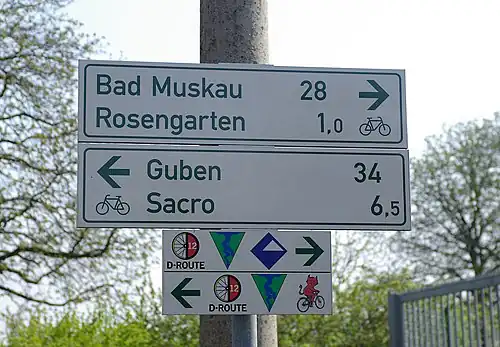 Bad Muskau 28
Rosengarten 1,0
Guben 34
Sacro 6,5
12
D-ROUTE
12
D-ROUTE